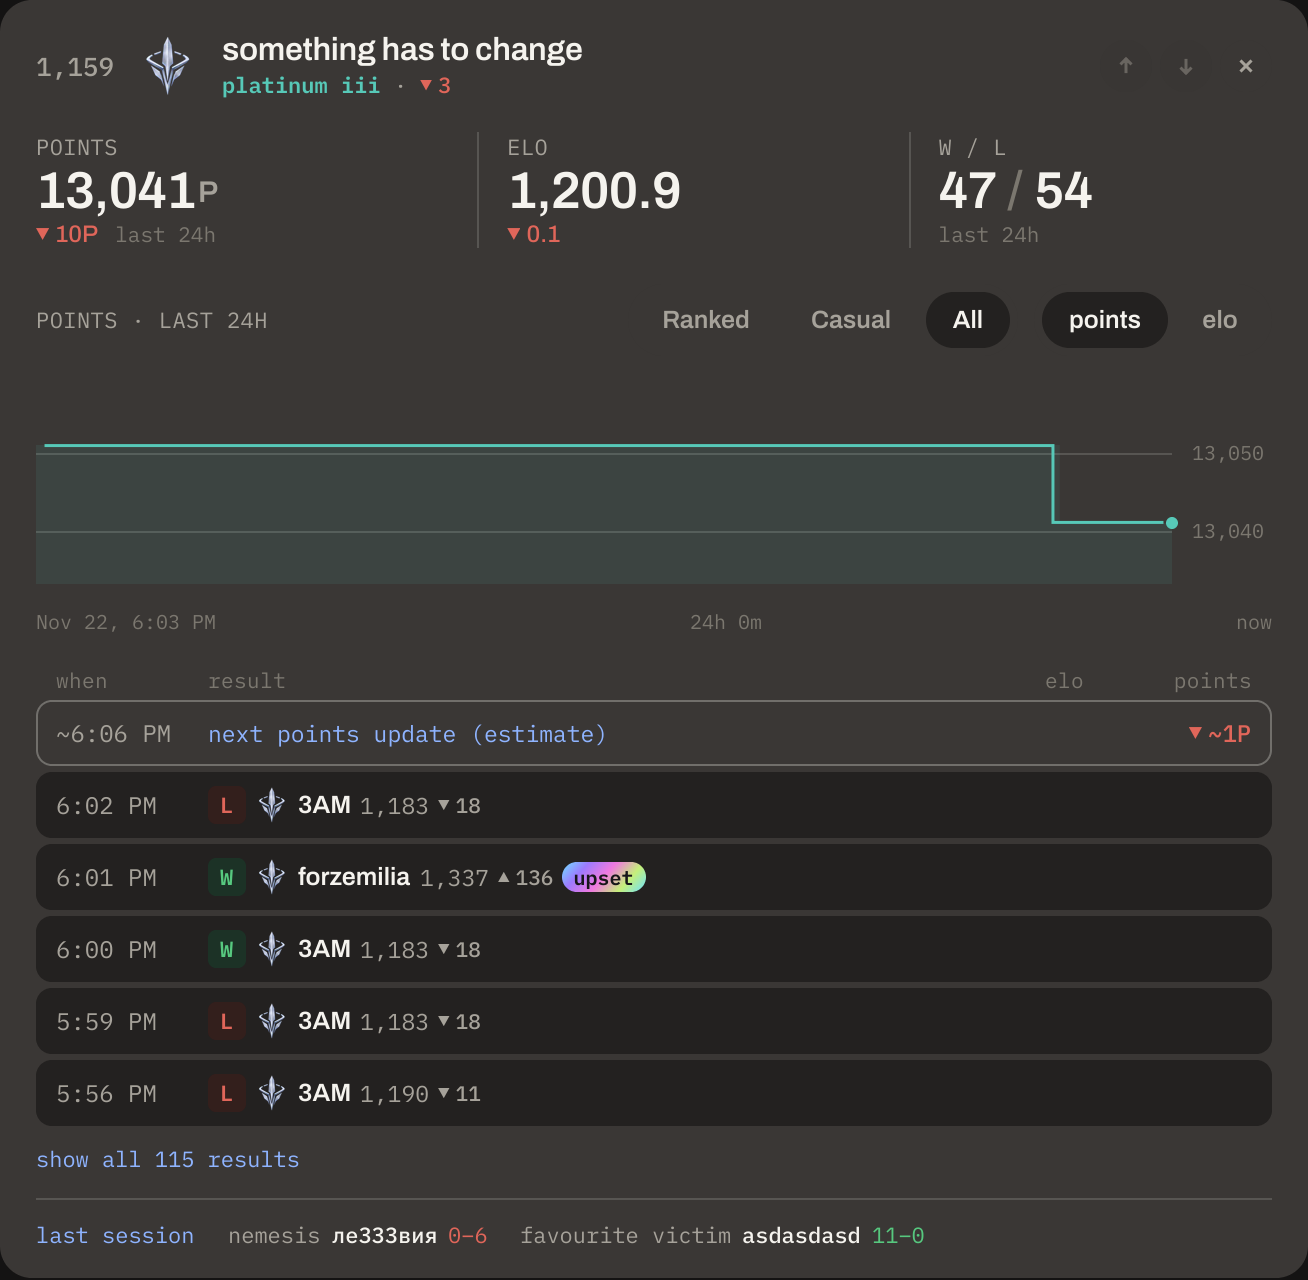 1,159 something has to change
platinum iii · ▼ 3
↑ ↓ ×
POINTS ELO W / L
13,041P 1,200.9 47 / 54
▼ 10P last 24h ▼ 0.1 last 24h
POINTS · LAST 24H Ranked Casual All points elo
13,050
13,040
Nov 22, 6:03 PM 24h 0m now
when result elo points
~6:06 PM next points update (estimate) ▼ ~1P
6:02 PM L 3AM 1,183 ▼ 18
6:01 PM W forzemilia 1,337 ▲ 136 upset
6:00 PM W 3AM 1,183 ▼ 18
5:59 PM L 3AM 1,183 ▼ 18
5:56 PM L 3AM 1,190 ▼ 11
show all 115 results
last session nemesis ле333вия 0–6 favourite victim asdasdasd 11–0